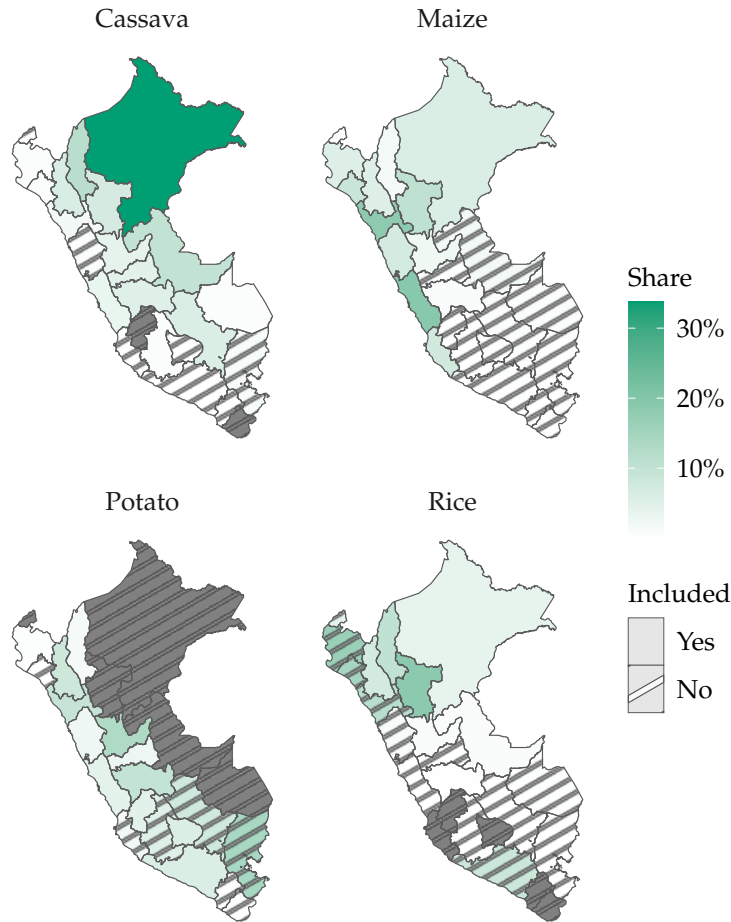 Cassava
Maize
Share
30%
20%
10%
Potato
Rice
Included
Yes
No